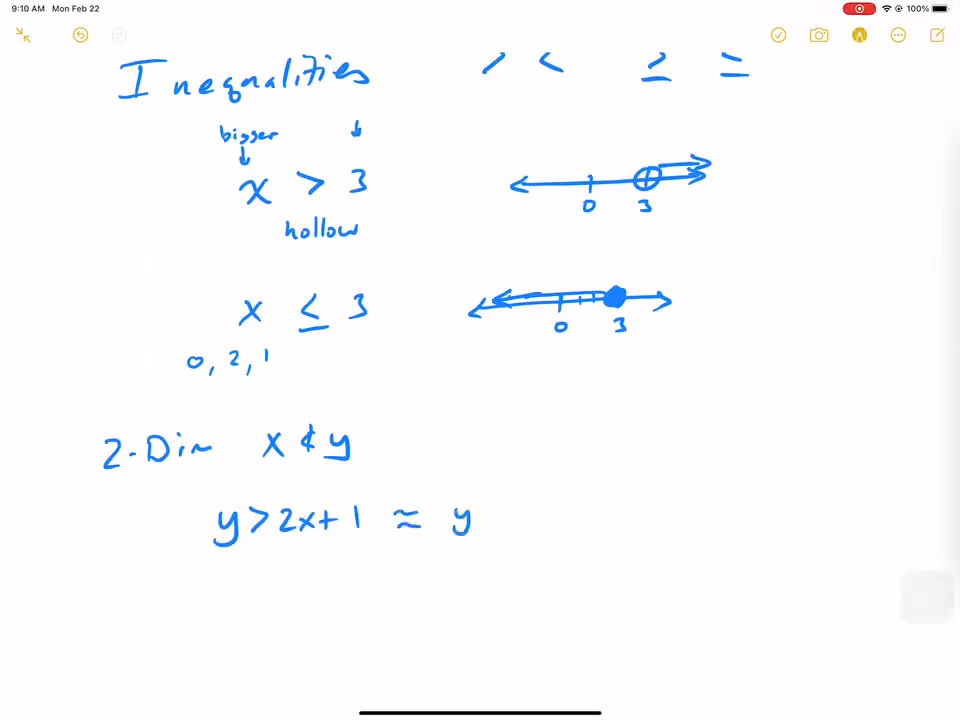 9:10 AM Mon Feb 22 100%
Inequalities > < ≥ ≤
bigger
x > 3
0 3
hollow
x ≤ 3
0 3
0, 2, 1
2-Dim x & y
y > 2x + 1 ≈ y